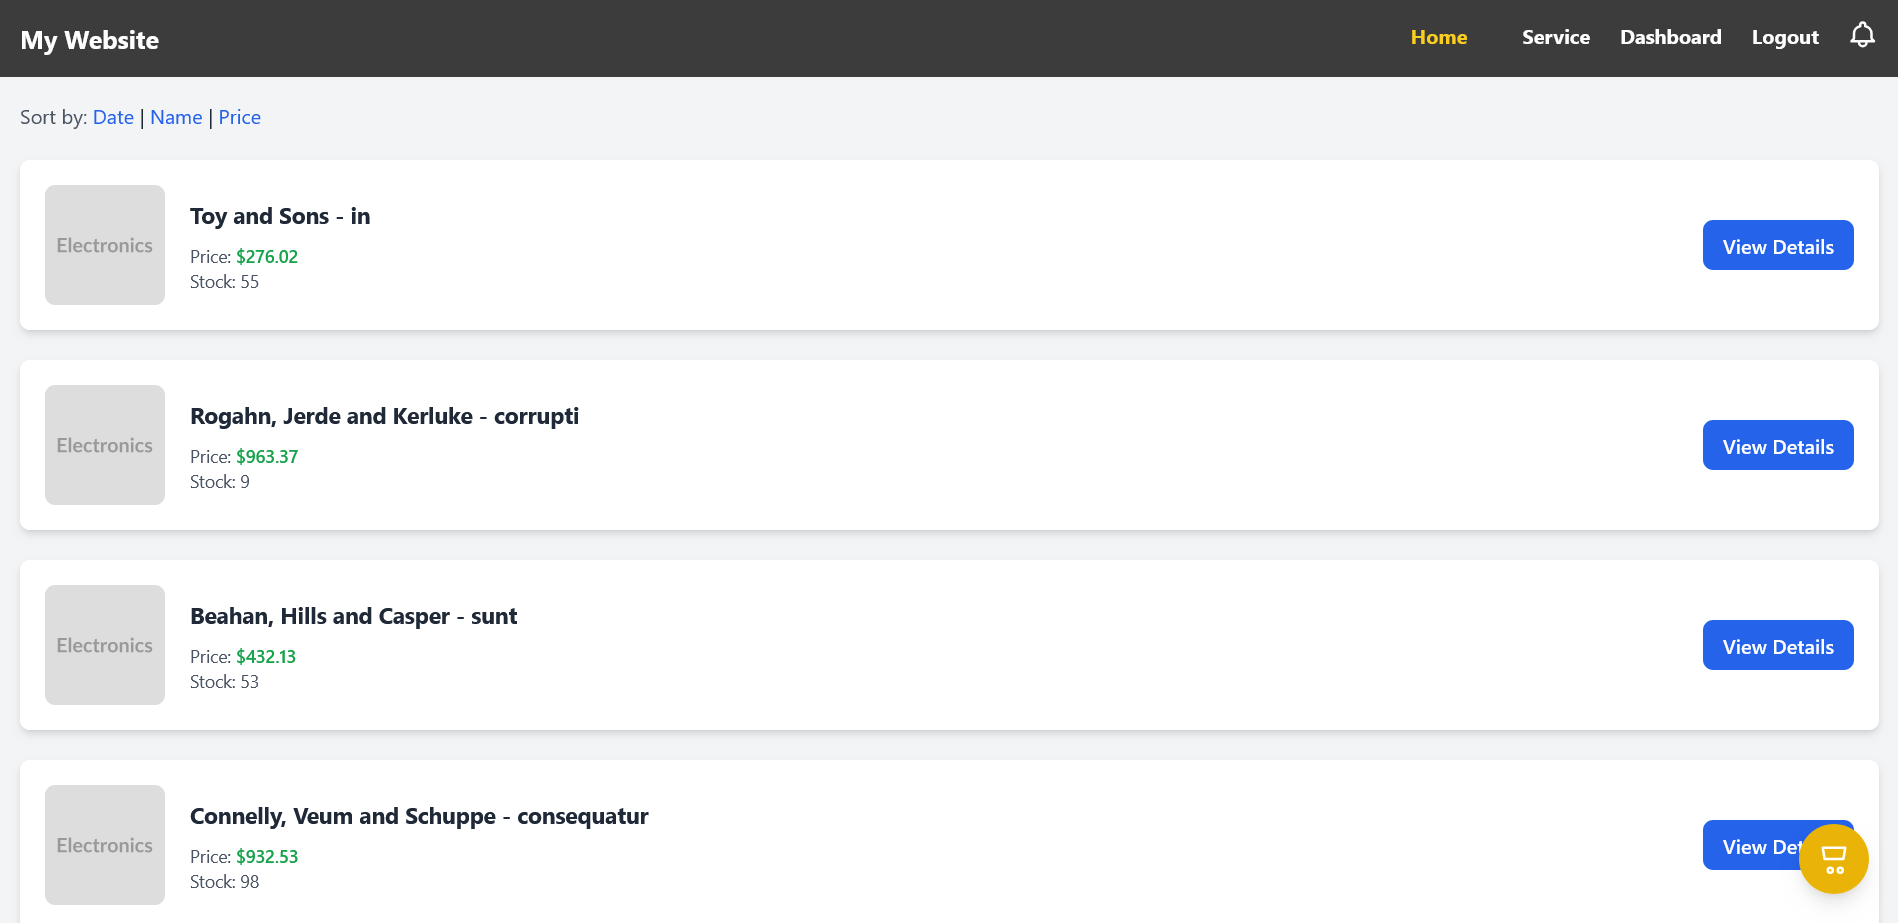 My Website
Home Service Dashboard Logout
Sort by: Date | Name | Price
Electronics
Toy and Sons - in
Price: $276.02
Stock: 55
View Details
Electronics
Rogahn, Jerde and Kerluke - corrupti
Price: $963.37
Stock: 9
View Details
Electronics
Beahan, Hills and Casper - sunt
Price: $432.13
Stock: 53
View Details
Electronics
Connelly, Veum and Schuppe - consequatur
Price: $932.53
Stock: 98
View Det